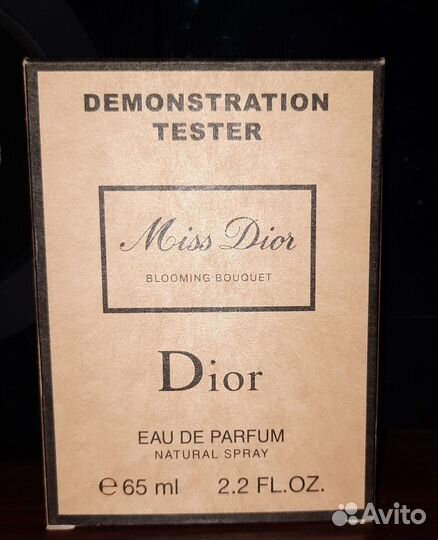 DEMONSTRATION
TESTER
Miss Dior
BLOOMING BOUQUET
Dior
EAU DE PARFUM
NATURAL SPRAY
℮ 65 ml 2.2 FL.OZ.
Avito